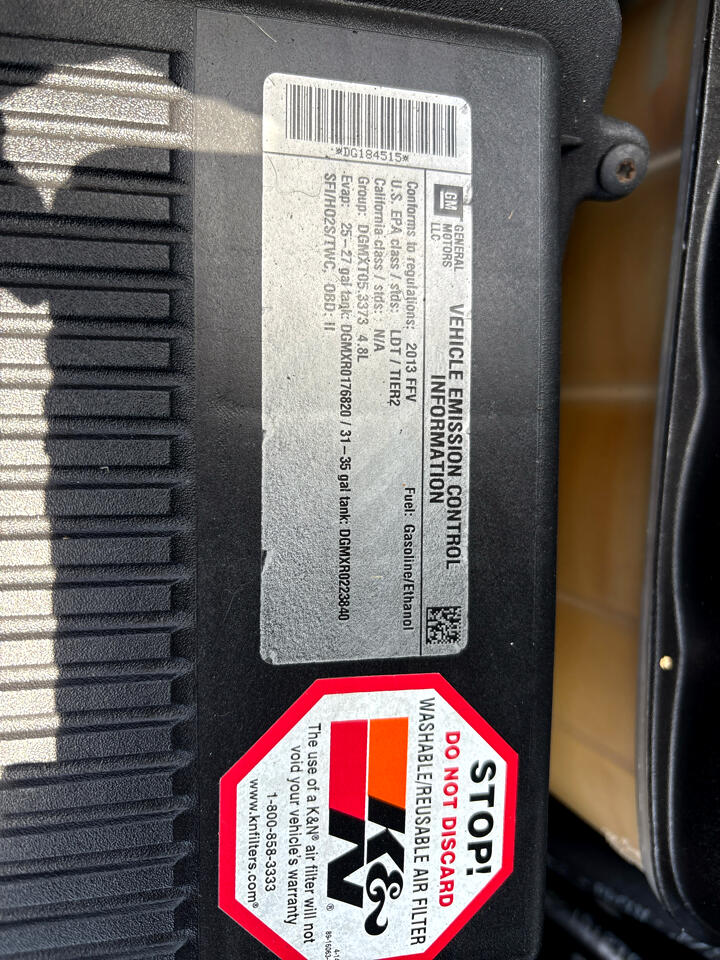 *DG184515*
GM
GENERAL
MOTORS
LLC
VEHICLE EMISSION CONTROL
INFORMATION
Conforms to regulations: 2013 FFV
Fuel: Gasoline/Ethanol
U.S. EPA class / stds: LDT / TIER2
California class / stds: N/A
Group: DGMXT05.3373 4.8L
Evap: 25-27 gal tank: DGMXR0176820 / 31-35 gal tank: DGMXR0223840
SFI/HO2S/TWC, OBD: II
STOP!
DO NOT DISCARD
WASHABLE/REUSABLE AIR FILTER
K&N®
The use of a K&N® air filter will not
void your vehicle's warranty
1-800-858-3333
www.knfilters.com®